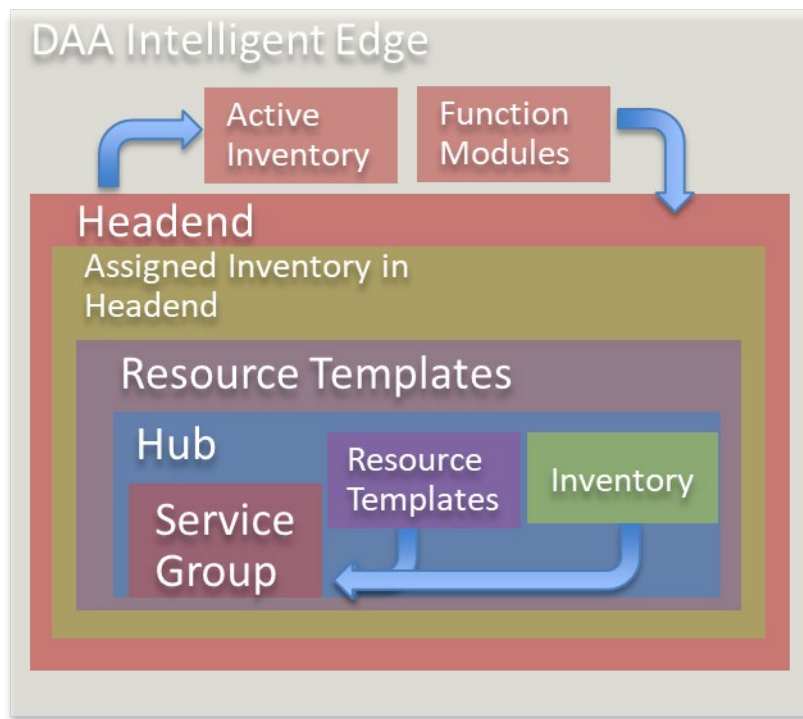 DAA Intelligent Edge
Active
Inventory
Function
Modules
Headend
Assigned Inventory in
Headend
Resource Templates
Hub
Resource
Templates
Inventory
Service
Group